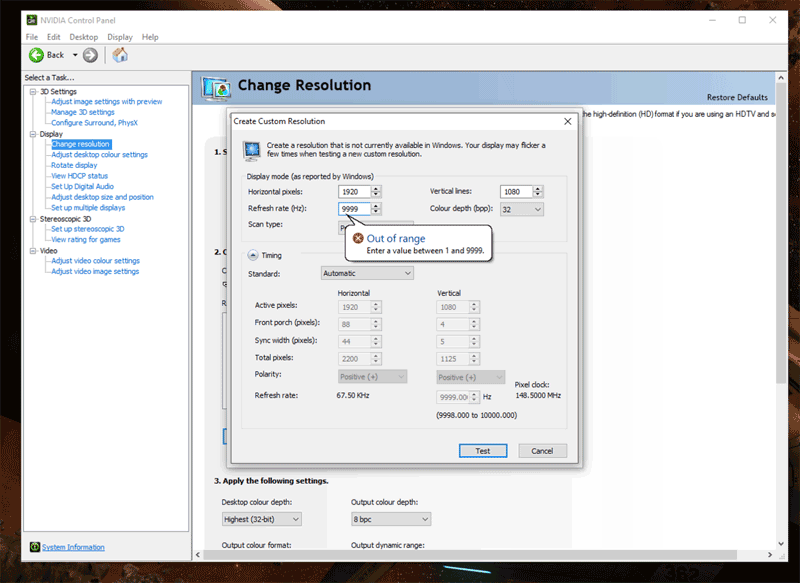 NVIDIA Control Panel
File Edit Desktop Display Help
Back
Select a Task...
3D Settings
Adjust image settings with preview
Manage 3D settings
Configure Surround, PhysX
Display
Change resolution
Adjust desktop colour settings
Rotate display
View HDCP status
Set Up Digital Audio
Adjust desktop size and position
Set up multiple displays
Stereoscopic 3D
Set up stereoscopic 3D
View rating for games
Video
Adjust video colour settings
Adjust video image settings
System Information
Change Resolution
Restore Defaults
he high-definition (HD) format if you are using an HDTV and s
1. S
2. C
Create Custom Resolution
Create a resolution that is not currently available in Windows. Your display may flicker a
few times when testing a new custom resolution.
Display mode (as reported by Windows)
Horizontal pixels: 1920 Vertical lines: 1080
Refresh rate (Hz): 9999 Colour depth (bpp): 32
Scan type:
Out of range
Enter a value between 1 and 9999.
Timing
Standard: Automatic
Horizontal Vertical
Active pixels: 1920 1080
Front porch (pixels): 88 4
Sync width (pixels): 44 5
Total pixels: 2200 1125
Polarity: Positive (+) Positive (+)
Refresh rate: 67.50 KHz 9999.00 Hz
Pixel clock:
148.5000 MHz
(9998.000 to 10000.000)
Test Cancel
3. Apply the following settings.
Desktop colour depth: Output colour depth:
Highest (32-bit) 8 bpc
Output colour format: Output dynamic range: